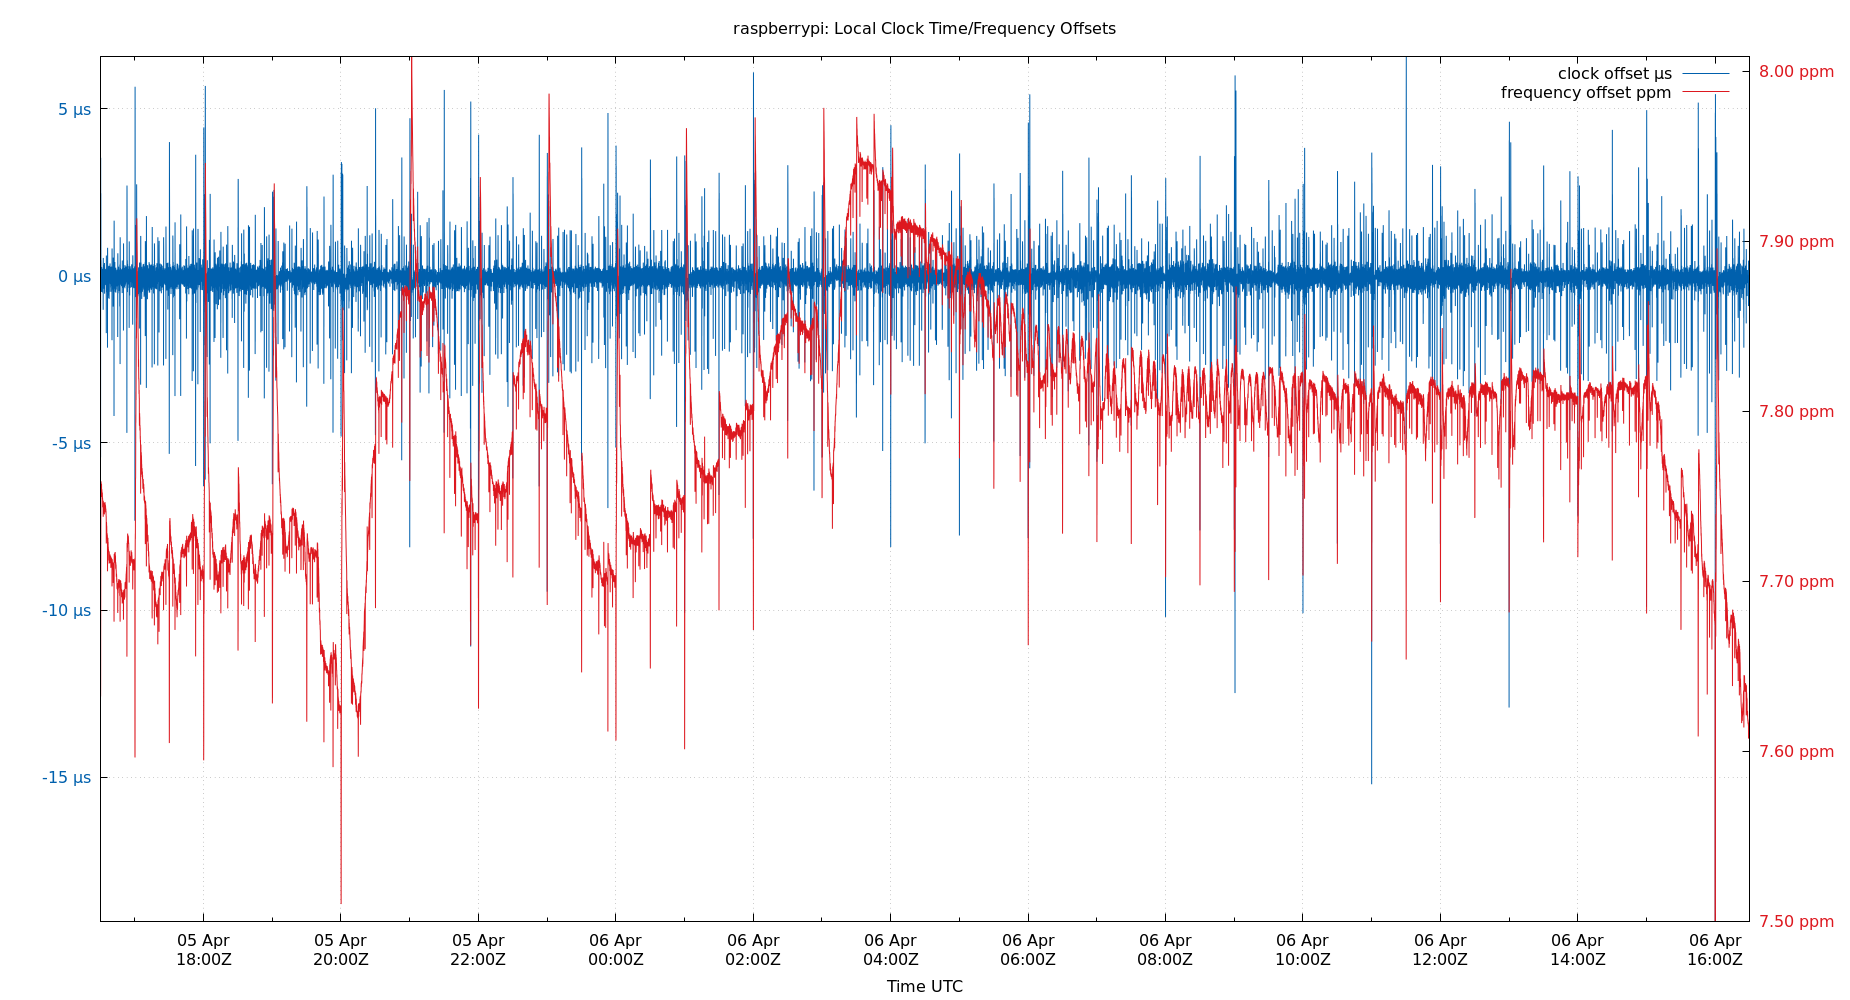 raspberrypi: Local Clock Time/Frequency Offsets
clock offset µs
frequency offset ppm
5 µs
0 µs
-5 µs
-10 µs
-15 µs
8.00 ppm
7.90 ppm
7.80 ppm
7.70 ppm
7.60 ppm
7.50 ppm
05 Apr
18:00Z
05 Apr
20:00Z
05 Apr
22:00Z
06 Apr
00:00Z
06 Apr
02:00Z
06 Apr
04:00Z
06 Apr
06:00Z
06 Apr
08:00Z
06 Apr
10:00Z
06 Apr
12:00Z
06 Apr
14:00Z
06 Apr
16:00Z
Time UTC